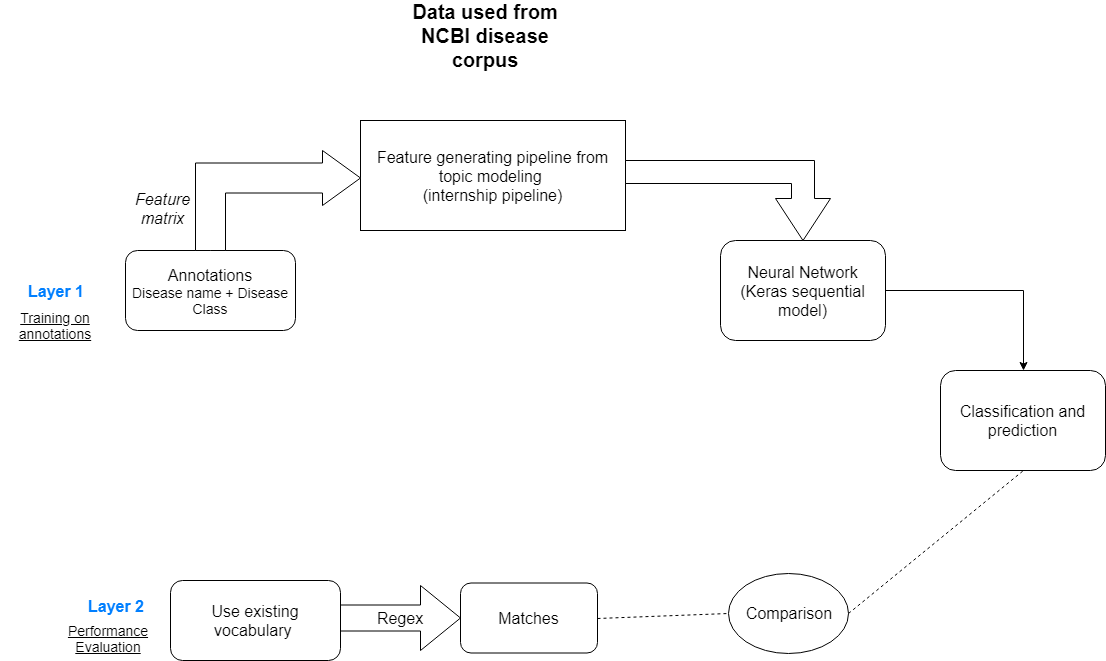 Data used from
NCBI disease
corpus
Feature generating pipeline from
topic modeling
(internship pipeline)
Feature
matrix
Annotations
Disease name + Disease
Class
Layer 1
Training on
annotations
Neural Network
(Keras sequential
model)
Classification and
prediction
Layer 2
Performance
Evaluation
Use existing
vocabulary
Regex
Matches
Comparison